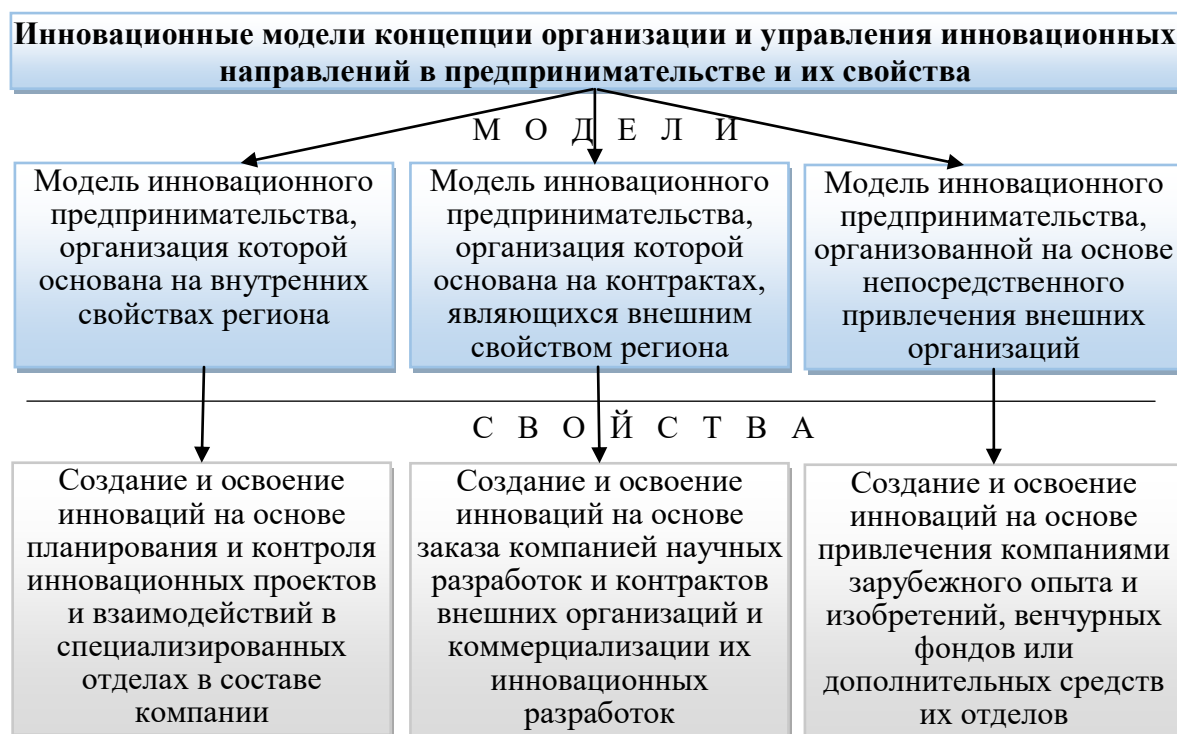 Инновационные модели концепции организации и управления инновационных
направлений в предпринимательстве и их свойства
М О Д Е Л И
Модель инновационного
предпринимательства,
организация которой
основана на внутренних
свойствах региона
Модель инновационного
предпринимательства,
организация которой
основана на контрактах,
являющихся внешним
свойством региона
Модель инновационного
предпринимательства,
организованной на основе
непосредственного
привлечения внешних
организаций
С В О Й С Т В А
Создание и освоение
инноваций на основе
планирования и контроля
инновационных проектов
и взаимодействий в
специализированных
отделах в составе
компании
Создание и освоение
инноваций на основе
заказа компанией научных
разработок и контрактов
внешних организаций и
коммерциализации их
инновационных
разработок
Создание и освоение
инноваций на основе
привлечения компаниями
зарубежного опыта и
изобретений, венчурных
фондов или
дополнительных средств
их отделов